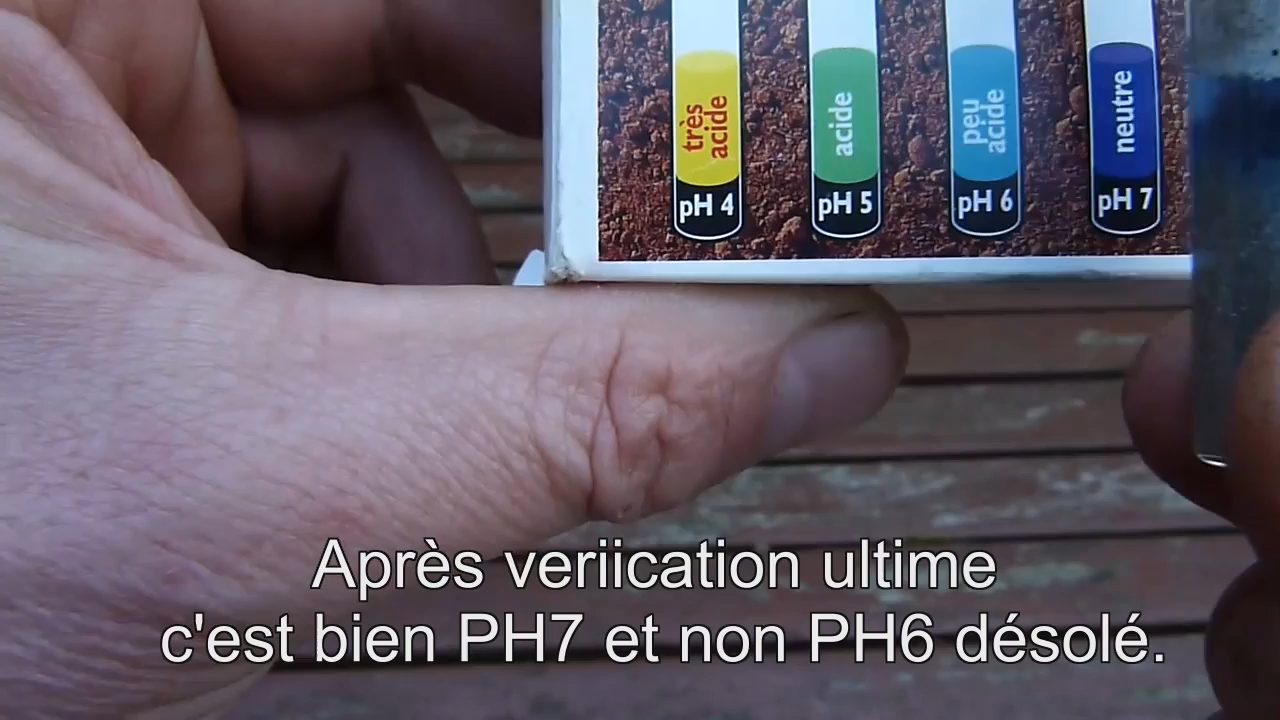 très
acide
acide
peu
acide
neutre
pH 4
pH 5
pH 6
pH 7
Après veriication ultime
c'est bien PH7 et non PH6 désolé.